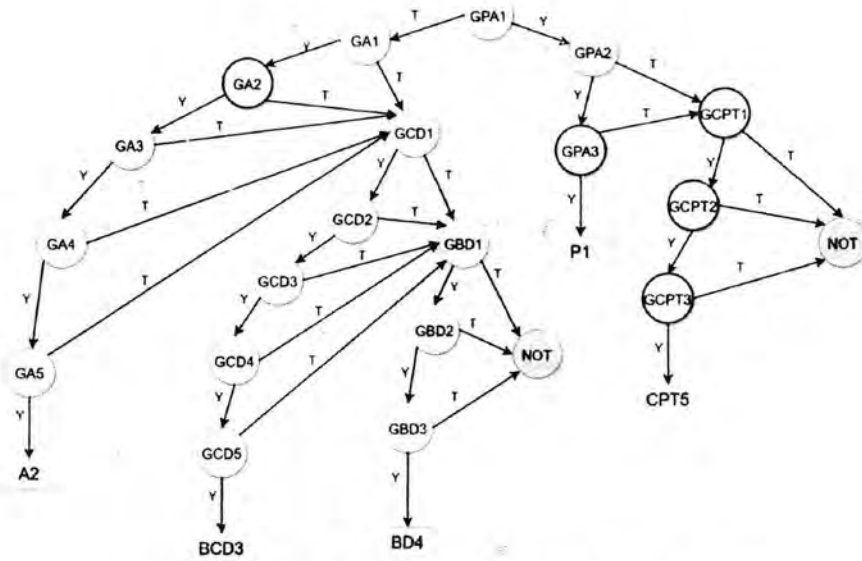 GPA1
T
Y
GA1
GPA2
Y
T
Y
T
GA2
GCPT1
Y
T
GA3
T
GCD1
GPA3
T
Y
T
Y
T
Y
T
Y
Y
GCD2
T
GCPT2
T
GA4
Y
GBD1
P1
NOT
T
GCD3
T
Y
T
Y
Y
T
Y
T
GCPT3
GBD2
T
NOT
Y
GA5
GCD4
T
Y
CPT5
Y
Y
T
GBD3
GCD5
A2
Y
Y
BCD3
BD4